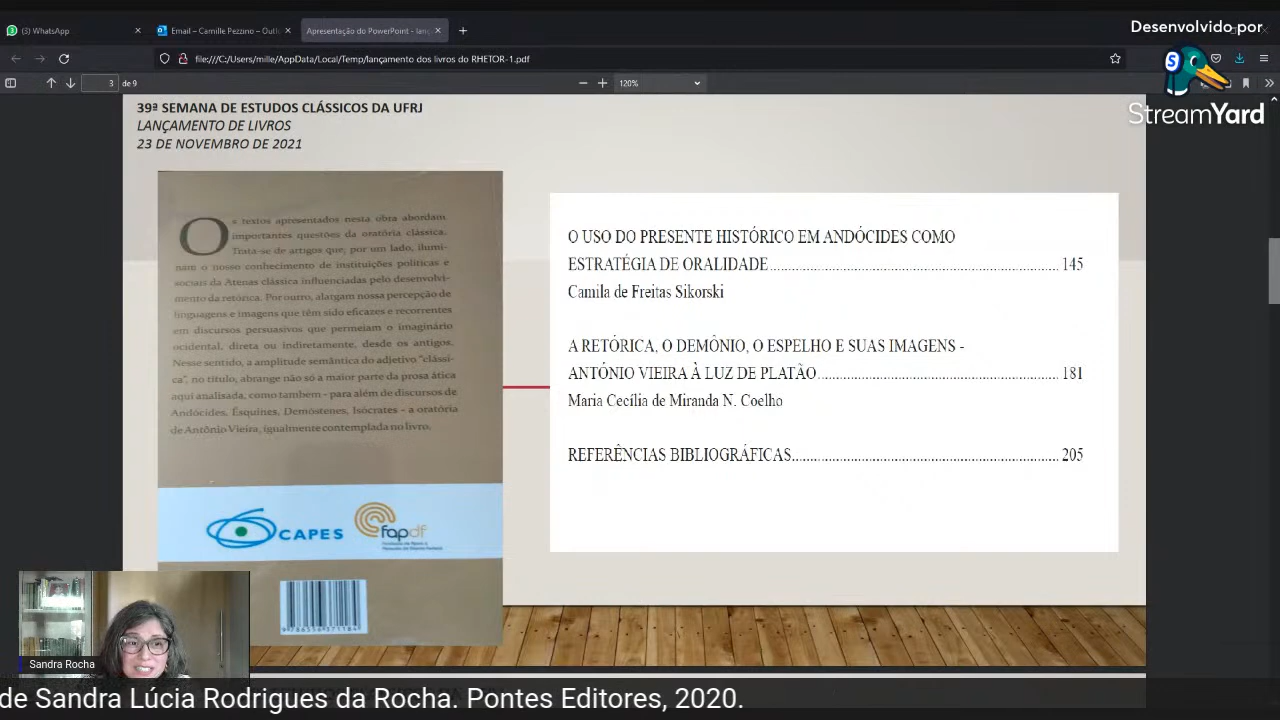 (3) WhatsApp
Email – Camille Pezzino – Outl
Apresentação do PowerPoint - lanç
Desenvolvido por
StreamYard
file:///C:/Users/mille/AppData/Local/Temp/lançamento dos livros do RHETOR-1.pdf
3 de 9
120%
39ª SEMANA DE ESTUDOS CLÁSSICOS DA UFRJ
LANÇAMENTO DE LIVROS
23 DE NOVEMBRO DE 2021
Os textos apresentados nesta obra abordam
importantes questões da oratória clássica.
Trata-se de artigos que, por um lado, ilumi-
nam o nosso conhecimento de instituições políticas e
sociais da Atenas clássica influenciadas pelo desenvolvi-
mento da retórica. Por outro, alargam nossa percepção de
linguagens e imagens que têm sido eficazes e recorrentes
em discursos persuasivos que permeiam o imaginário
ocidental, direta ou indiretamente, desde os antigos.
Nesse sentido, a amplitude semântica do adjetivo "clássi-
ca", no título, abrange não só a maior parte da prosa ática
aqui analisada, como também - para além de discursos de
Andócides, Ésquines, Demóstenes, Isócrates - a oratória
de Antônio Vieira, igualmente contemplada no livro.
CAPES
fapdf
9786556371184
O USO DO PRESENTE HISTÓRICO EM ANDÓCIDES COMO
ESTRATÉGIA DE ORALIDADE 145
Camila de Freitas Sikorski
A RETÓRICA, O DEMÔNIO, O ESPELHO E SUAS IMAGENS -
ANTÔNIO VIEIRA À LUZ DE PLATÃO 181
Maria Cecília de Miranda N. Coelho
REFERÊNCIAS BIBLIOGRÁFICAS 205
Sandra Rocha
de Sandra Lúcia Rodrigues da Rocha. Pontes Editores, 2020.